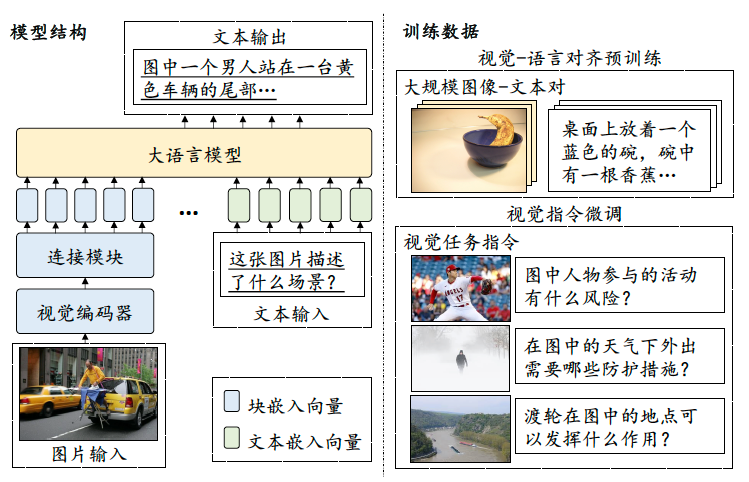 模型结构
文本输出
图中一个男人站在一台黄
色车辆的尾部…
大语言模型
...
连接模块
视觉编码器
图片输入
这张图片描述
了什么场景?
文本输入
块嵌入向量
文本嵌入向量
训练数据
视觉-语言对齐预训练
大规模图像-文本对
桌面上放着一个
蓝色的碗，碗中
有一根香蕉…
视觉指令微调
视觉任务指令
ANGELS
17
图中人物参与的活动
有什么风险?
在图中的天气下外出
需要哪些防护措施?
渡轮在图中的地点可
以发挥什么作用?